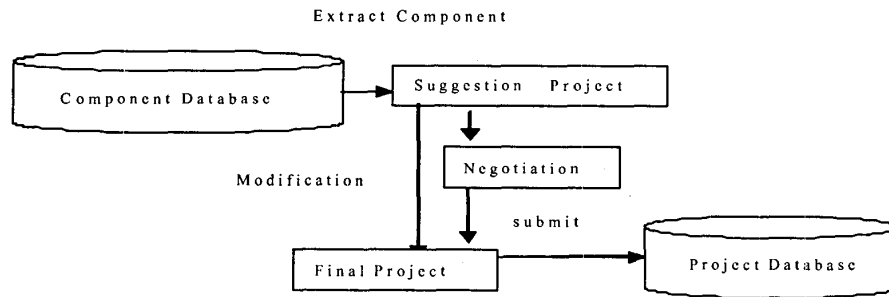 Extract Component
Suggestion Project
Component Database
Negotiation
Modification
submit
Final Project
Project Database